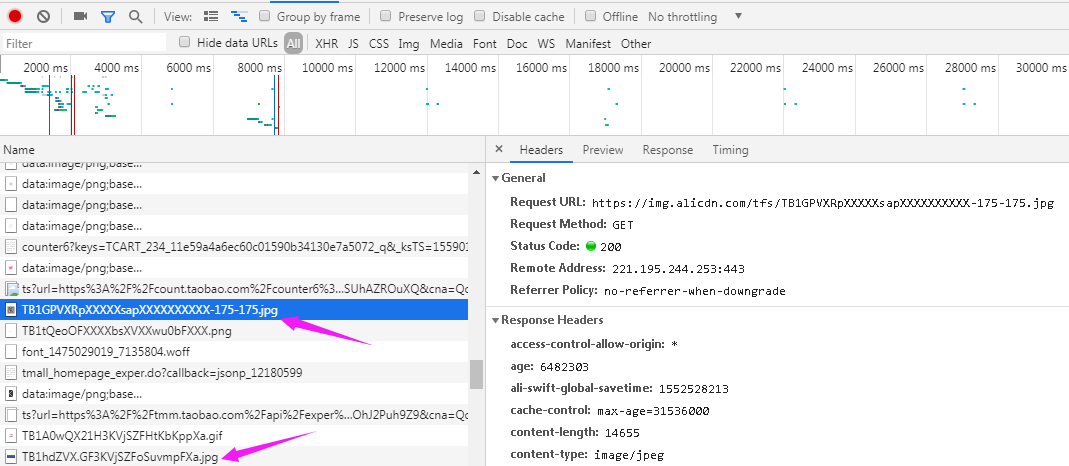 View: Group by frame Preserve log Disable cache Offline No throttling
Filter Hide data URLs All XHR JS CSS Img Media Font Doc WS Manifest Other
2000 ms 4000 ms 6000 ms 8000 ms 10000 ms 12000 ms 14000 ms 16000 ms 18000 ms 20000 ms 22000 ms 24000 ms 26000 ms 28000 ms 30000 ms
Name
data:image/png;base...
data:image/png;base...
data:image/png;base...
data:image/png;base...
counter6?keys=TCART_234_11e59a4a6ec60c01590b34130e7a5072_q&_ksTS=155901
data:image/png;base...
ts?url=https%3A%2F%2Fcount.taobao.com%2Fcounter6%3...SUhAZROuXQ&cna=Qc
TB1GPVXRpXXXXXsapXXXXXXXXXX-175-175.jpg
TB1tQeoOFXXXXbsXVXXwu0bFXXX.png
font_1475029019_7135804.woff
tmall_homepage_exper.do?callback=jsonp_12180599
data:image/png;base...
ts?url=https%3A%2F%2Ftmm.taobao.com%2Fapi%2Fexper%...OhJ2Puh9Z9&cna=Qc
TB1A0wQX21H3KVjSZFHtKbKppXa.gif
TB1hdZVX.GF3KVjSZFoSuvmpFXa.jpg
× Headers Preview Response Timing
General
Request URL: https://img.alicdn.com/tfs/TB1GPVXRpXXXXXsapXXXXXXXXXX-175-175.jpg
Request Method: GET
Status Code: 200
Remote Address: 221.195.244.253:443
Referrer Policy: no-referrer-when-downgrade
Response Headers
access-control-allow-origin: *
age: 6482303
ali-swift-global-savetime: 1552528213
cache-control: max-age=31536000
content-length: 14655
content-type: image/jpeg